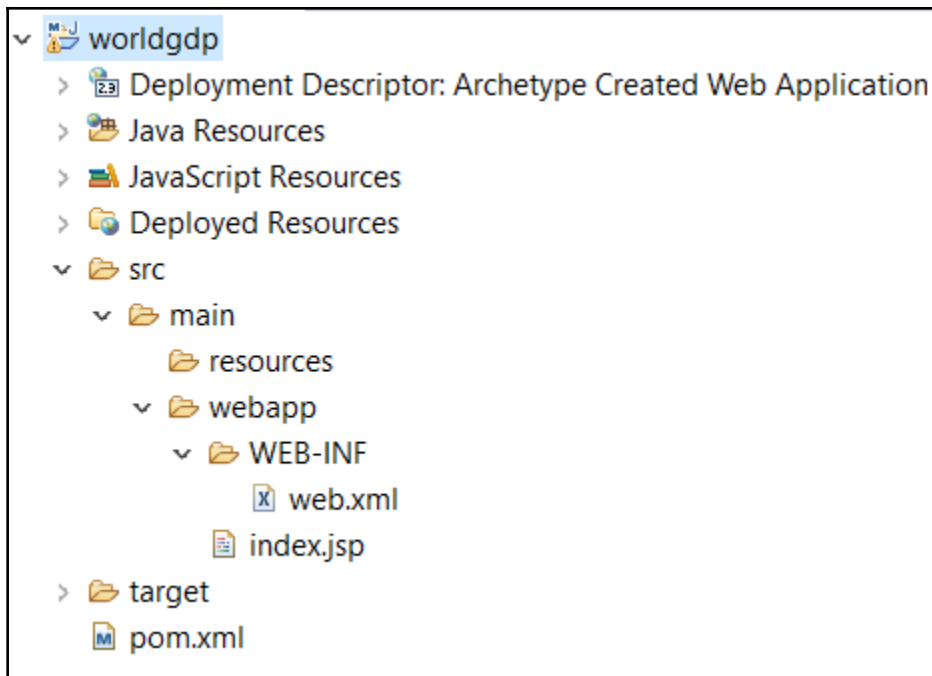 worldgdp
Deployment Descriptor: Archetype Created Web Application
Java Resources
JavaScript Resources
Deployed Resources
src
main
resources
webapp
WEB-INF
web.xml
index.jsp
target
pom.xml